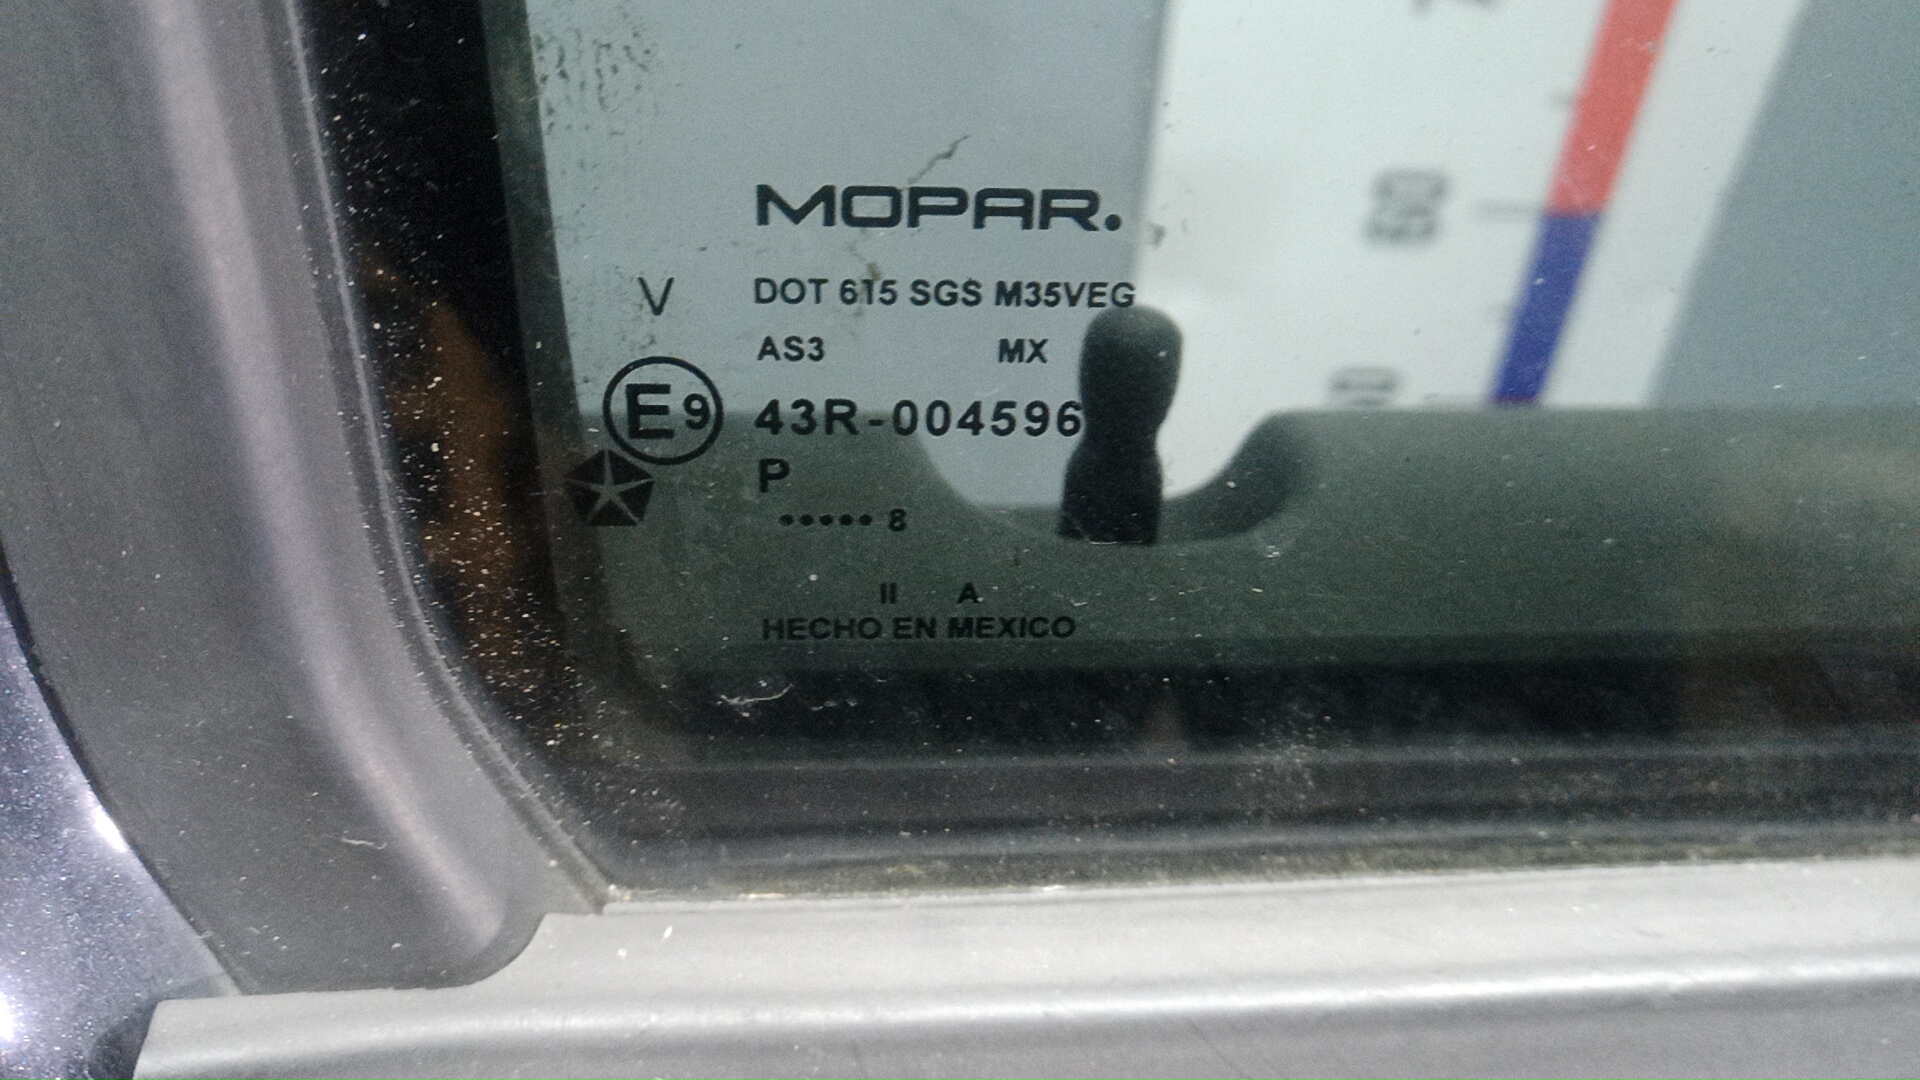 MOPAR.
V DOT 615 SGS M35VEG
AS3 MX
E9 43R-004596
P
••••• 8
II A
HECHO EN MEXICO